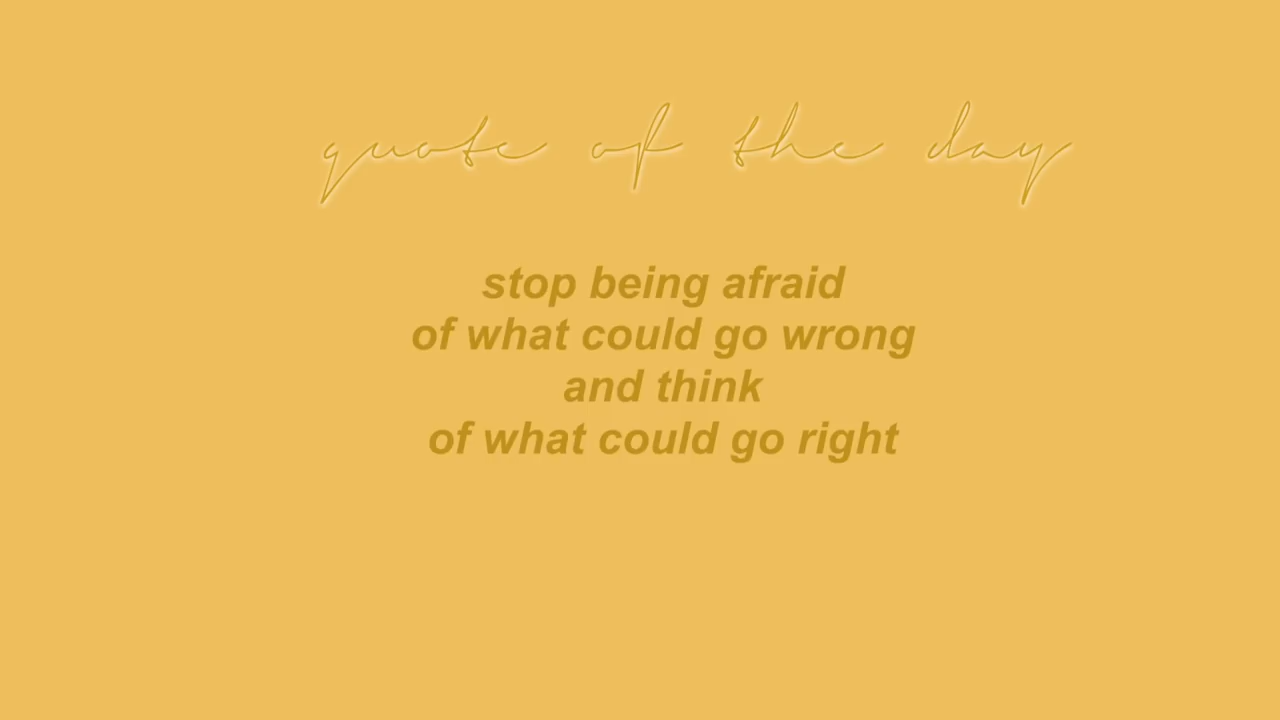 quote of the day
stop being afraid
of what could go wrong
and think
of what could go right